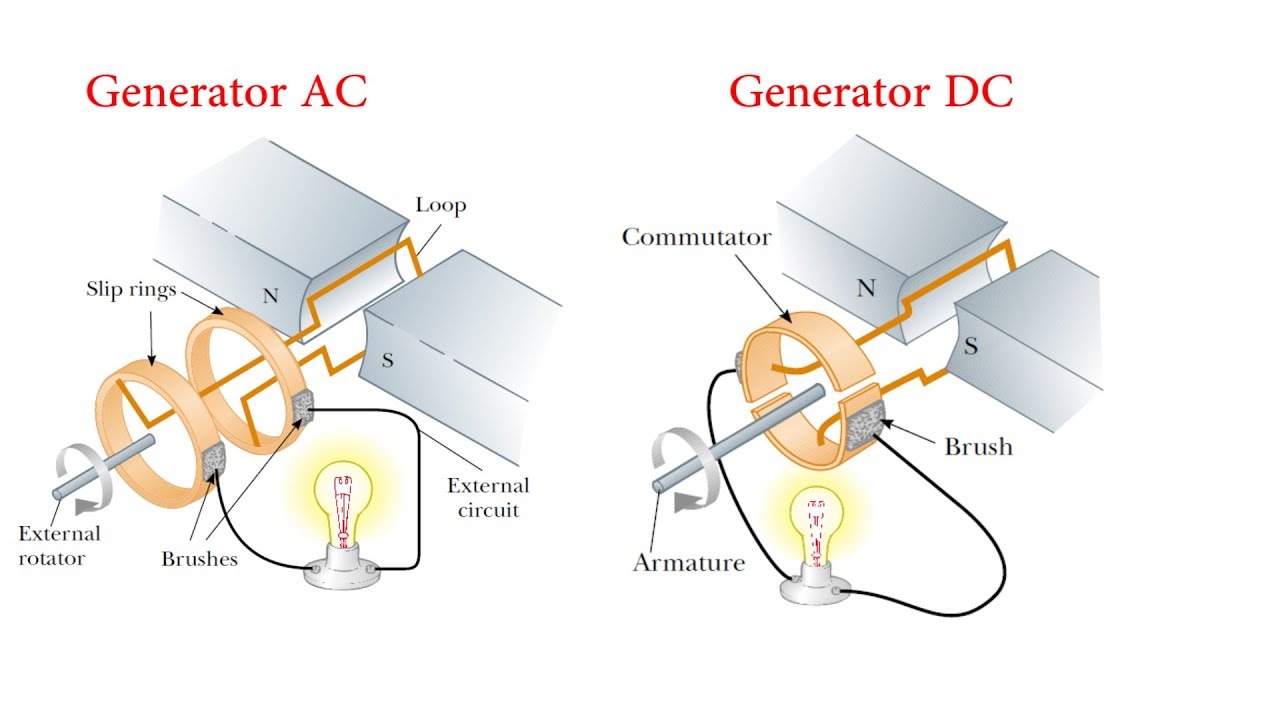 Generator AC
Loop
Slip rings
N
S
External
circuit
External
rotator
Brushes
Generator DC
Commutator
N
S
Brush
Armature